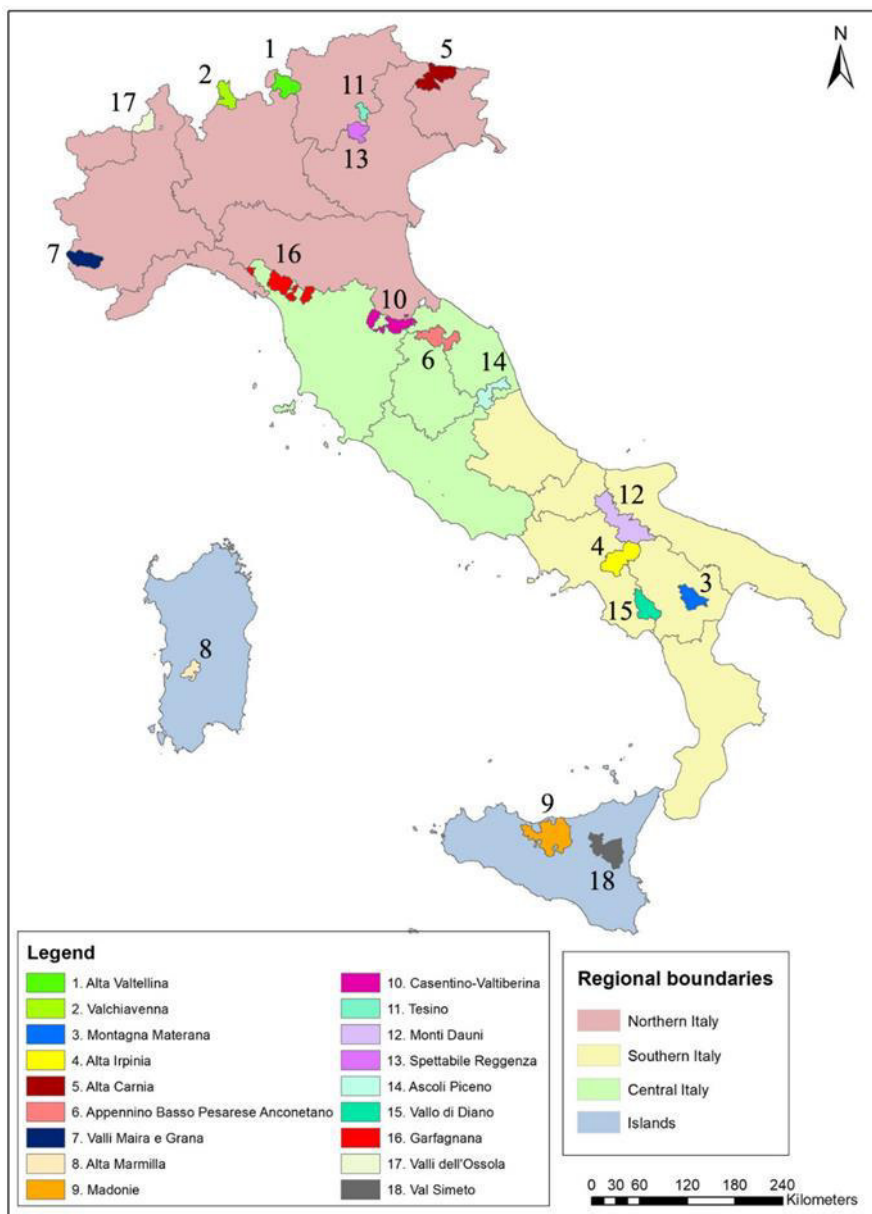 N
1
5
2
11
17
13
7
16
10
6
14
12
4
3
15
8
9
18
Legend
1. Alta Valtellina
2. Valchiavenna
3. Montagna Materana
4. Alta Irpinia
5. Alta Carnia
6. Appennino Basso Pesarese Anconetano
7. Valli Maira e Grana
8. Alta Marmilla
9. Madonie
10. Casentino-Valtiberina
11. Tesino
12. Monti Dauni
13. Spettabile Reggenza
14. Ascoli Piceno
15. Vallo di Diano
16. Garfagnana
17. Valli dell'Ossola
18. Val Simeto
Regional boundaries
Northern Italy
Southern Italy
Central Italy
Islands
0 30 60 120 180 240
Kilometers